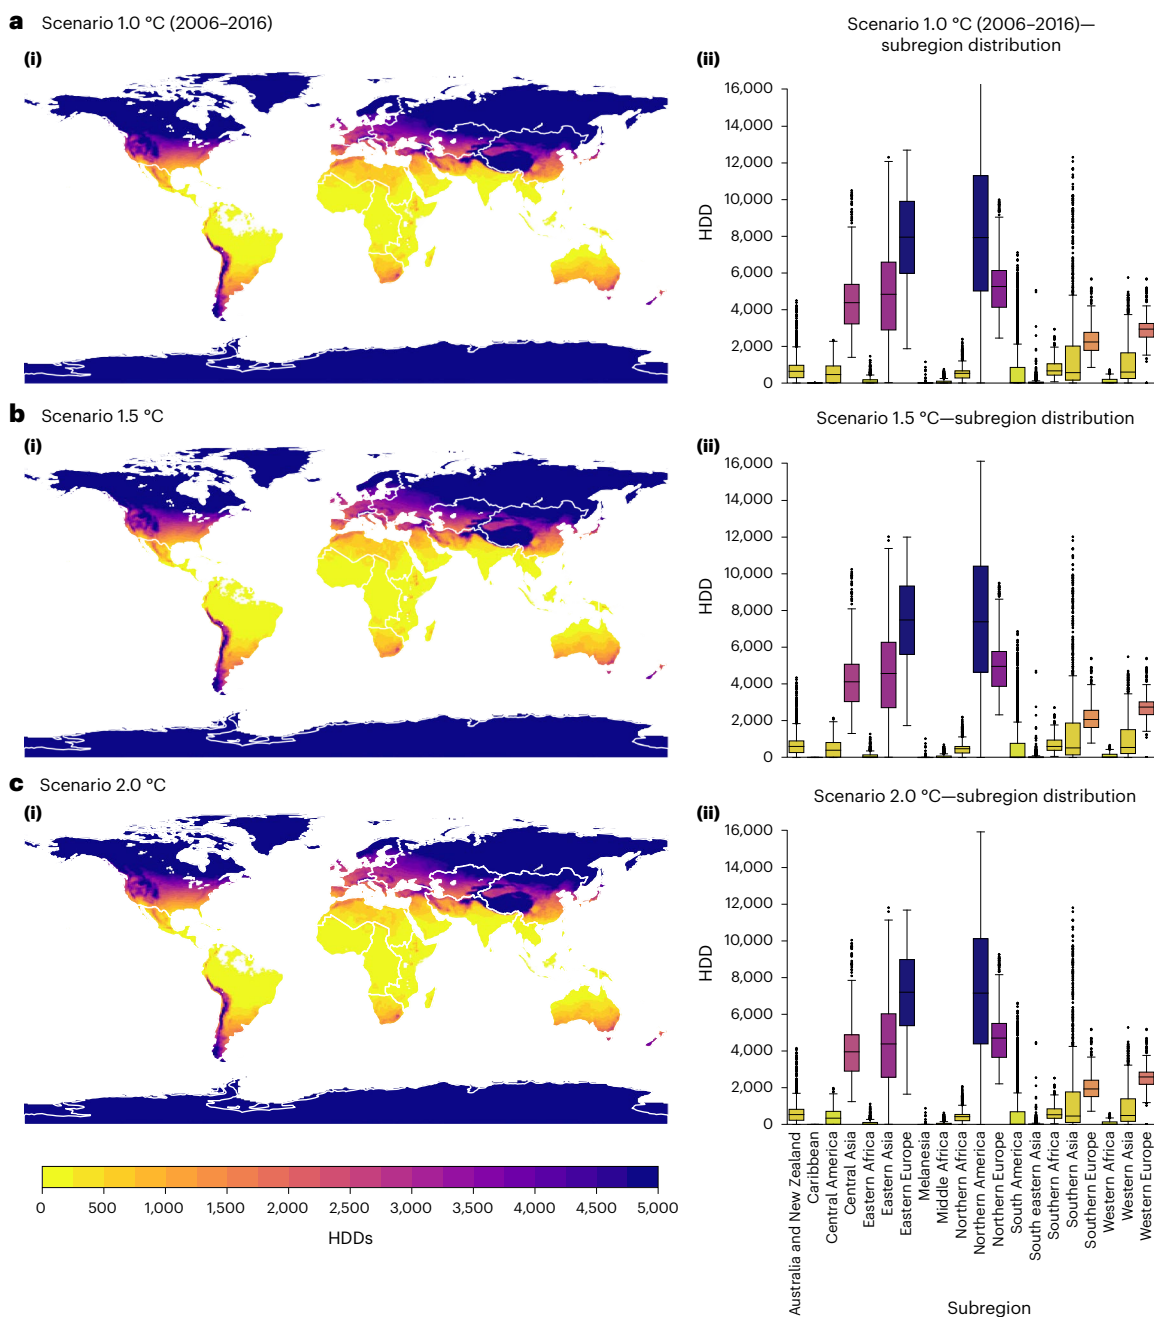 a Scenario 1.0 °C (2006–2016)
(i)
Scenario 1.0 °C (2006–2016)—
subregion distribution
(ii)
16,000
14,000
12,000
10,000
8,000
6,000
4,000
2,000
0
HDD
b Scenario 1.5 °C
(i)
Scenario 1.5 °C—subregion distribution
(ii)
16,000
14,000
12,000
10,000
8,000
6,000
4,000
2,000
0
HDD
c Scenario 2.0 °C
(i)
Scenario 2.0 °C—subregion distribution
(ii)
16,000
14,000
12,000
10,000
8,000
6,000
4,000
2,000
0
HDD
0 500 1,000 1,500 2,000 2,500 3,000 3,500 4,000 4,500 5,000
HDDs
Australia and New Zealand
Caribbean
Central America
Central Asia
Eastern Africa
Eastern Asia
Eastern Europe
Melanesia
Middle Africa
Northern Africa
Northern America
Northern Europe
South America
South eastern Asia
Southern Africa
Southern Asia
Southern Europe
Western Africa
Western Asia
Western Europe
Subregion